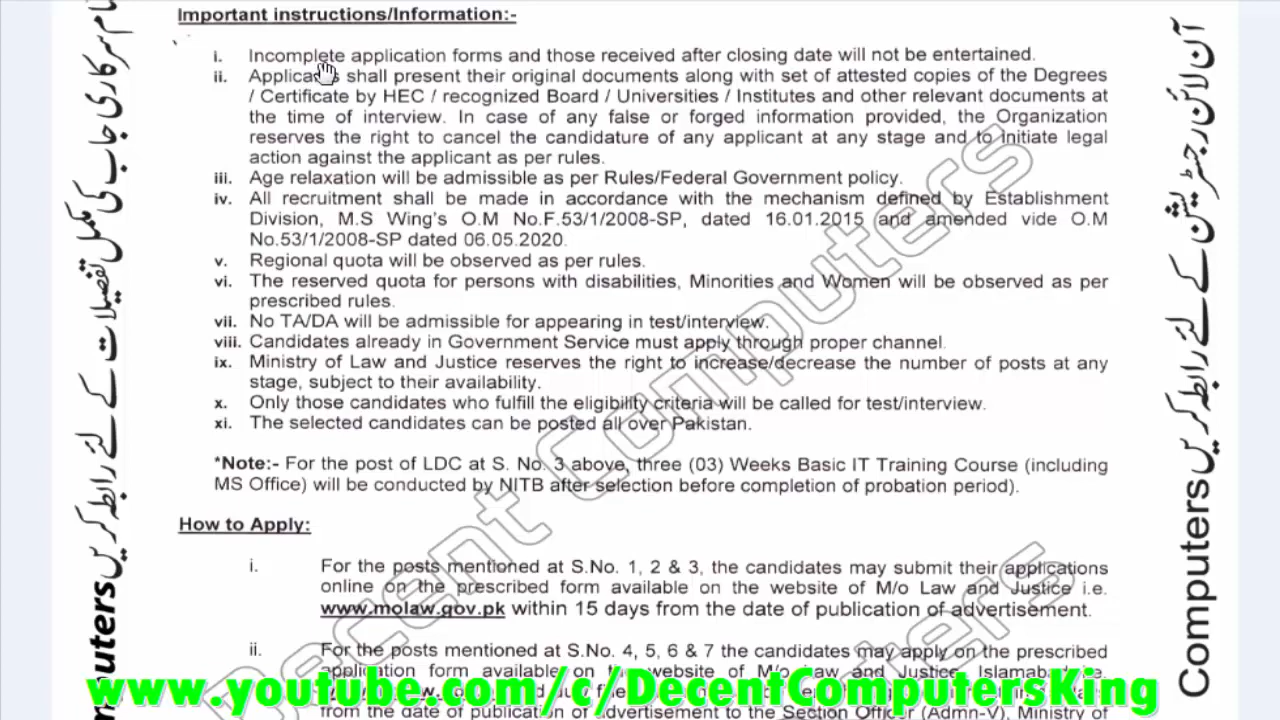 Important instructions/Information:-
i. Incomplete application forms and those received after closing date will not be entertained.
ii. Applicants shall present their original documents along with set of attested copies of the Degrees
/ Certificate by HEC / recognized Board / Universities / Institutes and other relevant documents at
the time of interview. In case of any false or forged information provided, the Organization
reserves the right to cancel the candidature of any applicant at any stage and to initiate legal
action against the applicant as per rules.
iii. Age relaxation will be admissible as per Rules/Federal Government policy.
iv. All recruitment shall be made in accordance with the mechanism defined by Establishment
Division, M.S Wing's O.M No.F.53/1/2008-SP, dated 16.01.2015 and amended vide O.M
No.53/1/2008-SP dated 06.05.2020.
v. Regional quota will be observed as per rules.
vi. The reserved quota for persons with disabilities, Minorities and Women will be observed as per
prescribed rules.
vii. No TA/DA will be admissible for appearing in test/interview.
viii. Candidates already in Government Service must apply through proper channel.
ix. Ministry of Law and Justice reserves the right to increase/decrease the number of posts at any
stage, subject to their availability.
x. Only those candidates who fulfill the eligibility criteria will be called for test/interview.
xi. The selected candidates can be posted all over Pakistan.
*Note:- For the post of LDC at S. No. 3 above, three (03) Weeks Basic IT Training Course (including
MS Office) will be conducted by NITB after selection before completion of probation period).
How to Apply:
i. For the posts mentioned at S.No. 1, 2 & 3, the candidates may submit their applications
online on the prescribed form available on the website of M/o Law and Justice i.e.
www.molaw.gov.pk within 15 days from the date of publication of advertisement.
ii. For the posts mentioned at S.No. 4, 5, 6 & 7 the candidates may apply on the prescribed
application form available on the website of M/o Law and Justice, Islamabad
www.youtube.com/c/DecentComputersKing
from the date of publication of advertisement to the Section Officer (Admn-V), Ministry of
سرکاری جاب کی مکمل تفصیلات کے لئے رابطہ کریں
آن لائن رجسٹریشن کے لئے رابطہ کریں Computers
Decent Computers